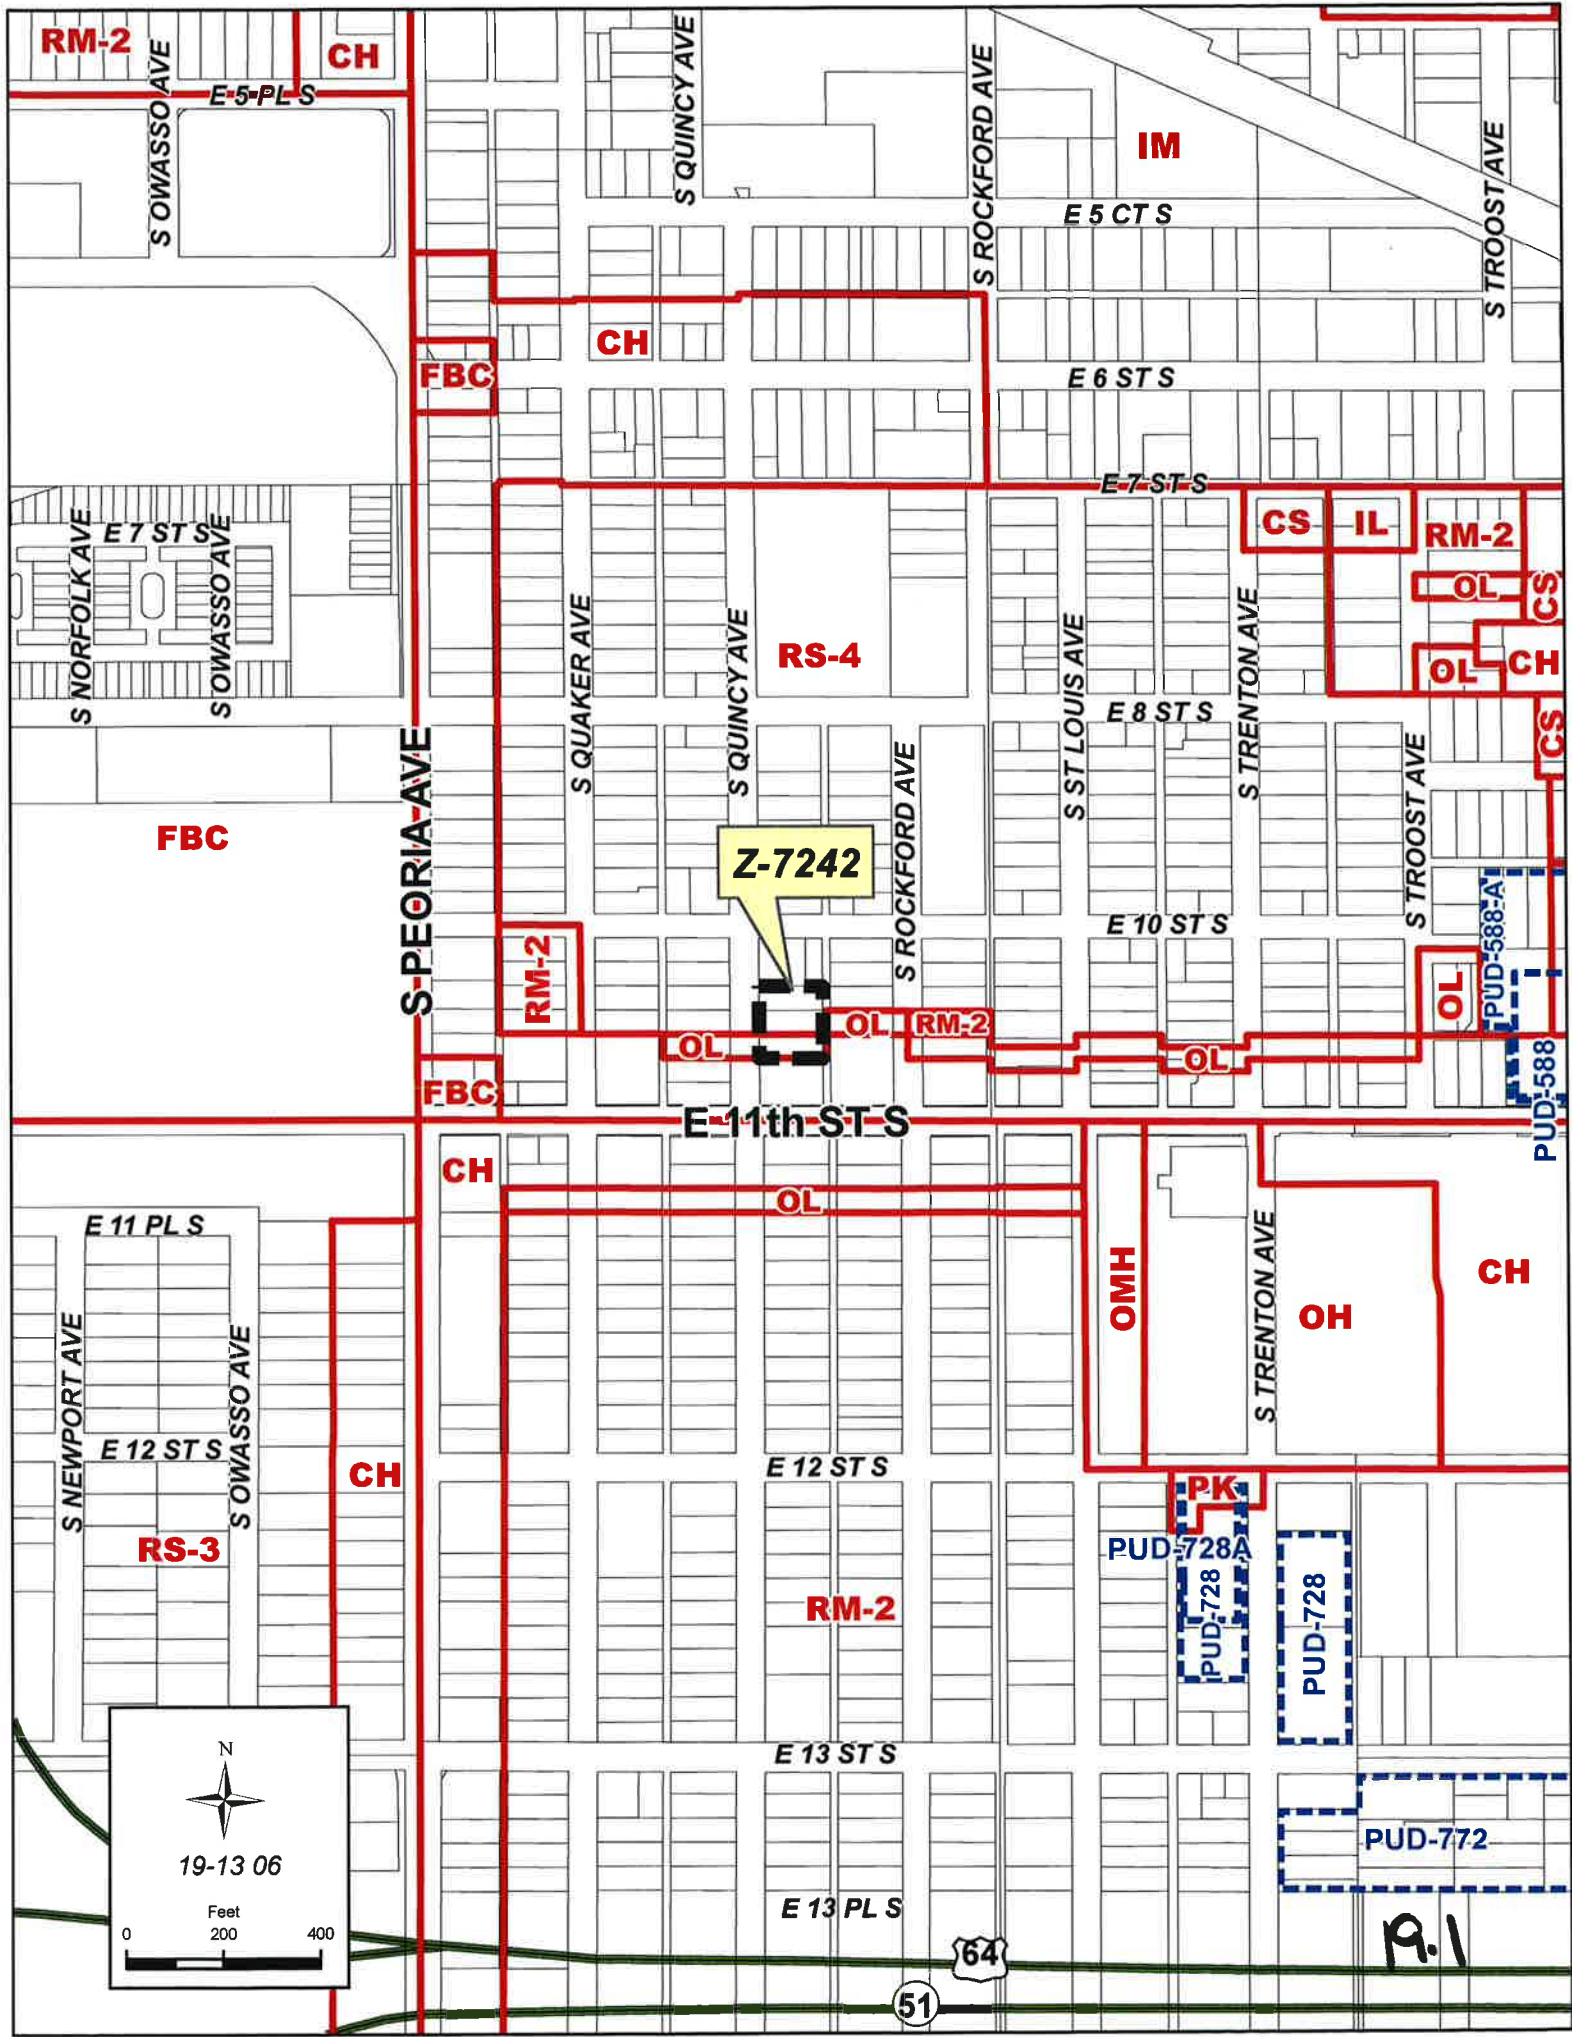 RM-2
CH
S OWASSO AVE
E 5 PL S
S QUINCY AVE
S ROCKFORD AVE
IM
E 5 CT S
S TROOST AVE
CH
FBC
E 6 ST S
E 7 ST S
CS
IL
RM-2
OL
CS
OL
CH
CS
S NORFOLK AVE
E 7 ST S
S OWASSO AVE
S QUAKER AVE
S QUINCY AVE
RS-4
S ST LOUIS AVE
S TRENTON AVE
E 8 ST S
S TROOST AVE
S PEORIA AVE
FBC
Z-7242
S ROCKFORD AVE
E 10 ST S
PUD-588-A
RM-2
OL
OL
OL
RM-2
OL
PUD-588
FBC
E 11th ST S
CH
OL
E 11 PL S
OMH
S TRENTON AVE
OH
CH
S NEWPORT AVE
S OWASSO AVE
E 12 ST S
CH
E 12 ST S
PK
RS-3
PUD-728A
PUD-728
PUD-728
RM-2
E 13 ST S
N
19-13 06
Feet
0 200 400
PUD-772
E 13 PL S
64
51
19.1